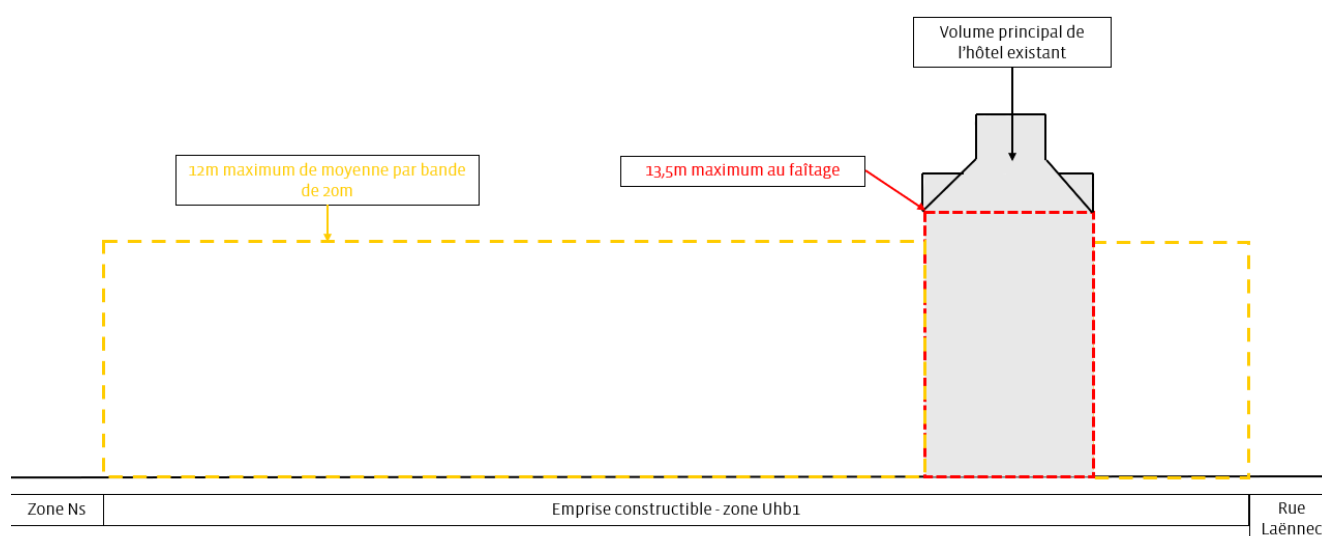 Volume principal de
l'hôtel existant
12m maximum de moyenne par bande
de 20m
13,5m maximum au faîtage
Zone Ns
Emprise constructible - zone Uhb1
Rue
Laënnec